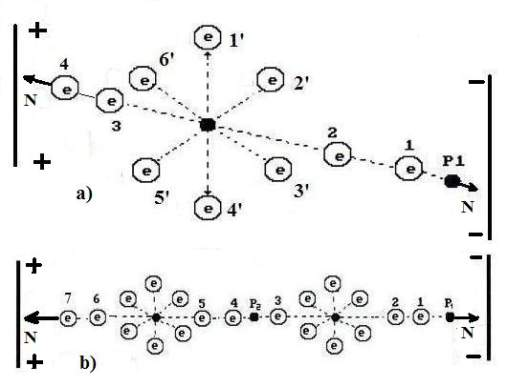 + 1'
4 6' 2' −
N e e e e
3 e 2 1 P1
+ e e e N
5' 3'
a) e 4' −
+ −
7 6 e e e 5 4 P2 3 e e e 2 1 P1
e e e e e e e
N e e e e e e N
+ b) −